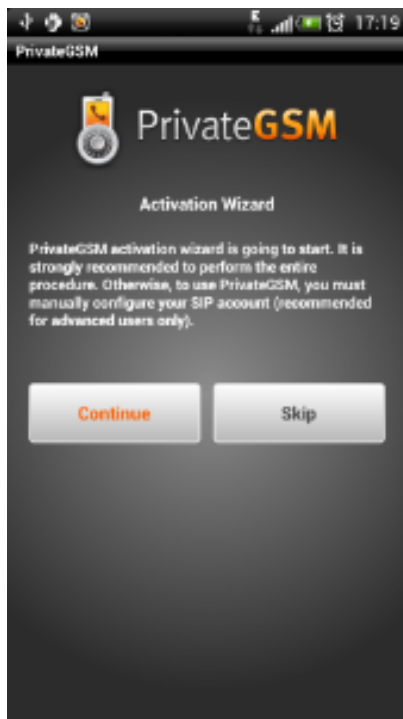 17:19
PrivateGSM
PrivateGSM
Activation Wizard
PrivateGSM activation wizard is going to start. It is
strongly recommended to perform the entire
procedure. Otherwise, to use PrivateGSM, you must
manually configure your SIP account (recommended
for advanced users only).
Continue
Skip